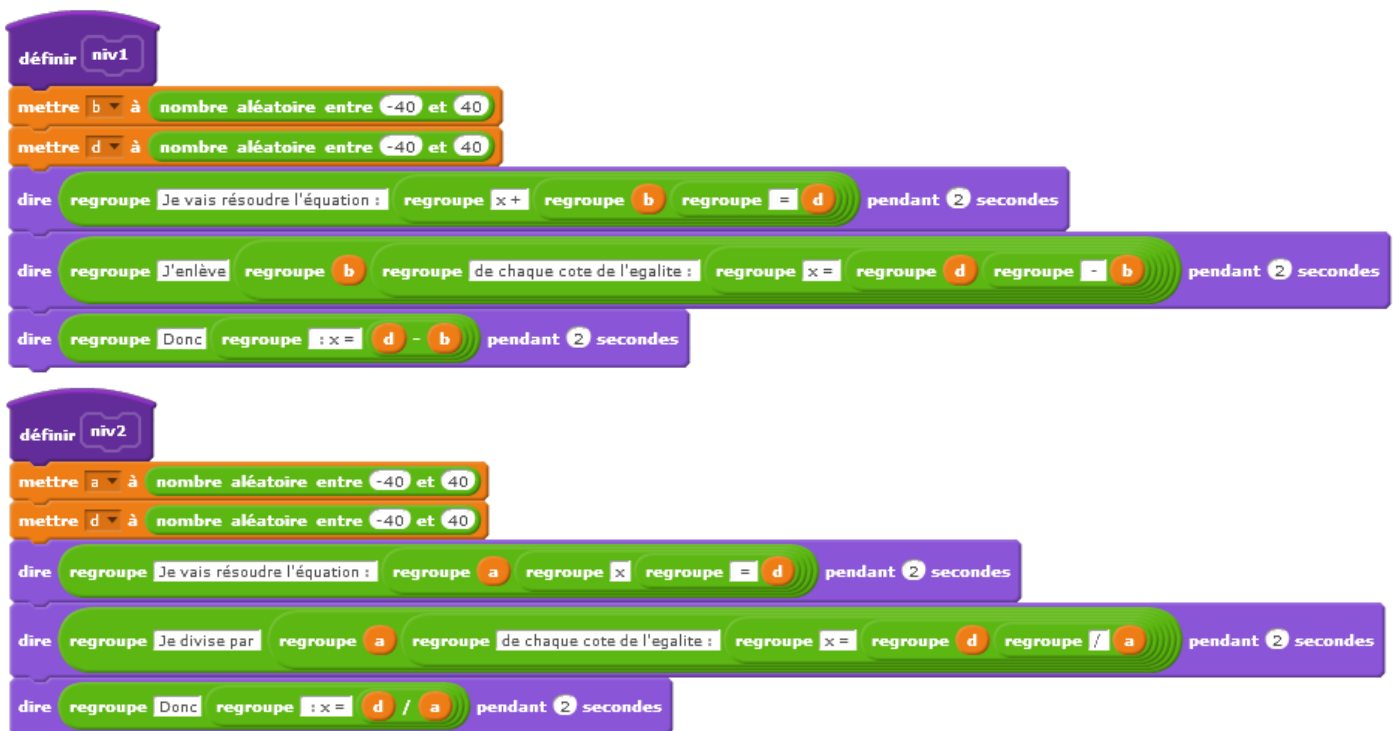 définir niv1
mettre b à nombre aléatoire entre -40 et 40
mettre d à nombre aléatoire entre -40 et 40
dire regroupe Je vais résoudre l'équation : regroupe x + regroupe b regroupe = d pendant 2 secondes
dire regroupe J'enlève regroupe b regroupe de chaque cote de l'egalite : regroupe x = regroupe d regroupe - b pendant 2 secondes
dire regroupe Donc regroupe : x = d - b pendant 2 secondes
définir niv2
mettre a à nombre aléatoire entre -40 et 40
mettre d à nombre aléatoire entre -40 et 40
dire regroupe Je vais résoudre l'équation : regroupe a regroupe x regroupe = d pendant 2 secondes
dire regroupe Je divise par regroupe a regroupe de chaque cote de l'egalite : regroupe x = regroupe d regroupe / a pendant 2 secondes
dire regroupe Donc regroupe : x = d / a pendant 2 secondes